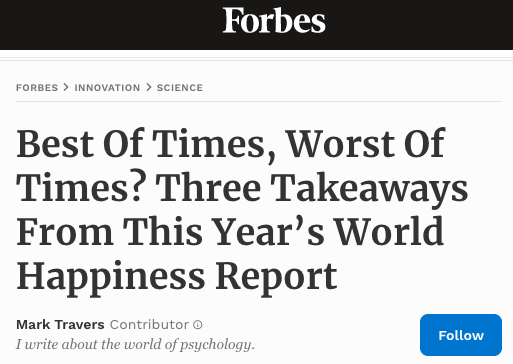 Forbes
FORBES > INNOVATION > SCIENCE
Best Of Times, Worst Of
Times? Three Takeaways
From This Year’s World
Happiness Report
Mark Travers Contributor
I write about the world of psychology.
Follow